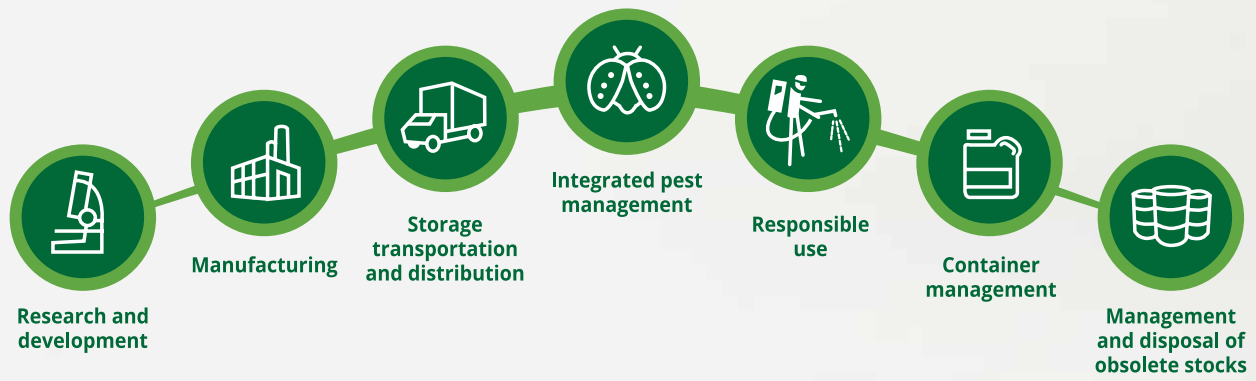 Research and
development
Manufacturing
Storage
transportation
and distribution
Integrated pest
management
Responsible
use
Container
management
Management
and disposal of
obsolete stocks